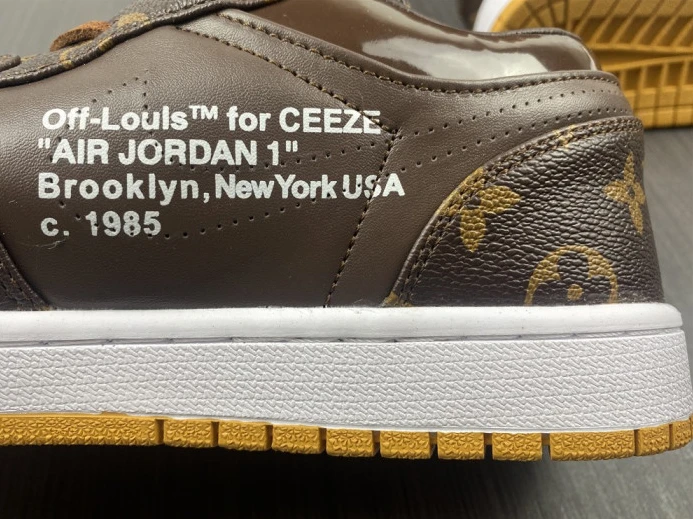 Off-Louis™ for CEEZE
"AIR JORDAN 1"
Brooklyn, New York USA
c. 1985